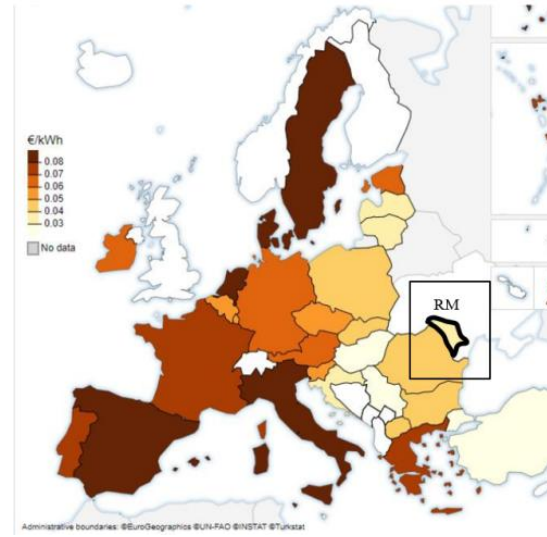 €/kWh
0.08
0.07
0.06
0.05
0.04
0.03
No data
RM
Administrative boundaries: ©EuroGeographics ©UN-FAO ©INSTAT ©Turkstat